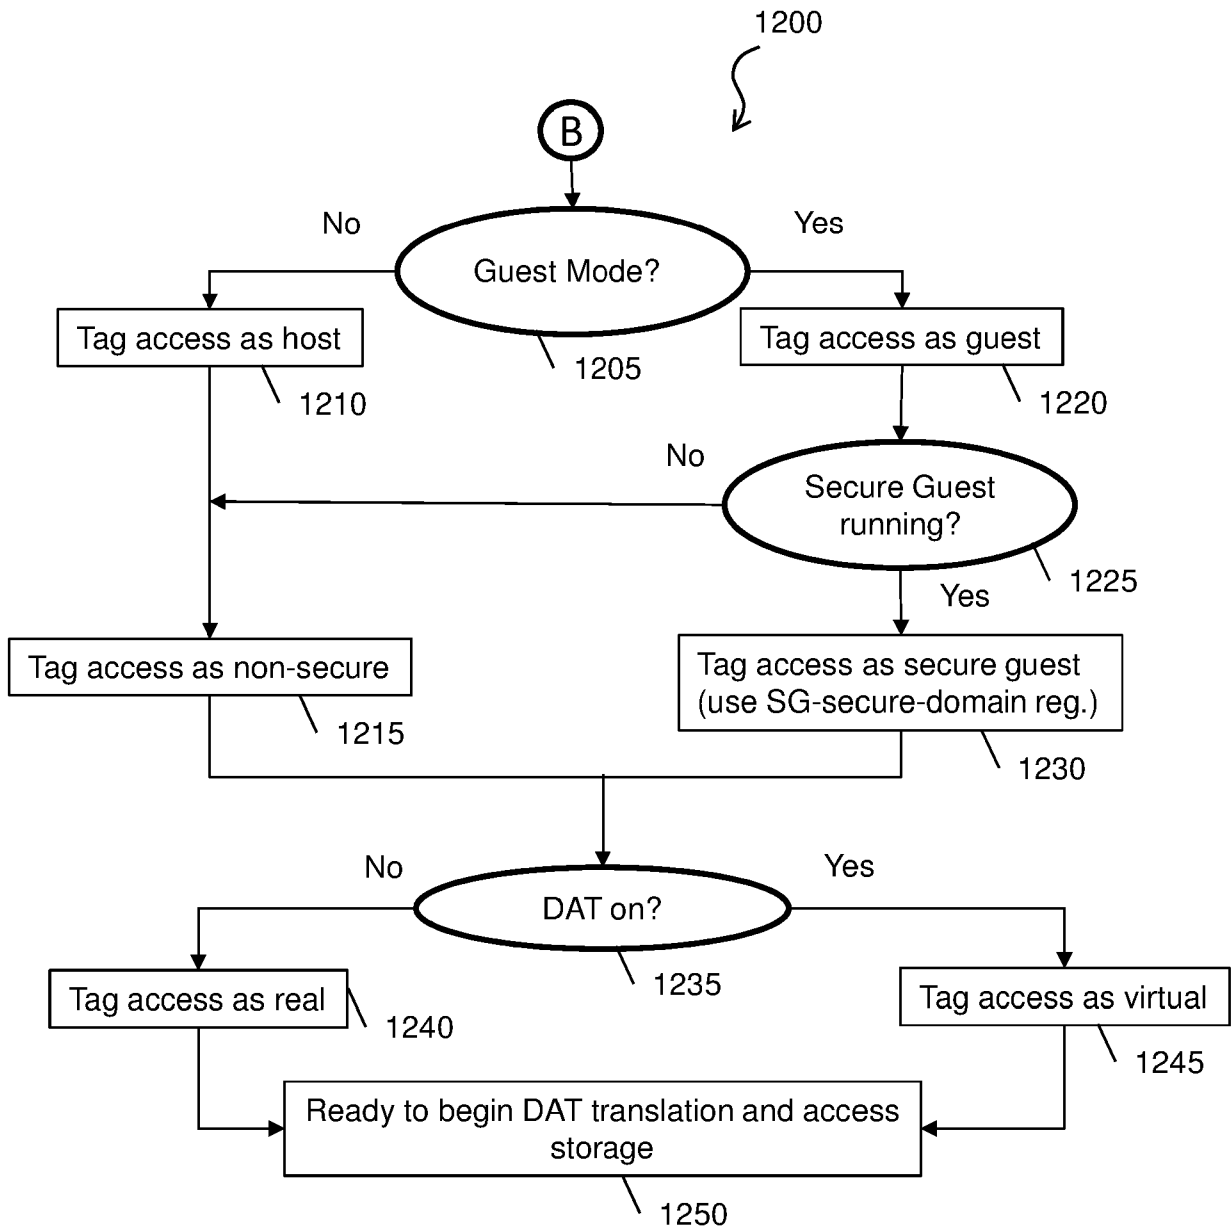 1200
B
No
Yes
Guest Mode?
Tag access as host
Tag access as guest
1205
1210
1220
No
Secure Guest
running?
1225
Yes
Tag access as non-secure
Tag access as secure guest
(use SG-secure-domain reg.)
1215
1230
No
Yes
DAT on?
1235
Tag access as real
Tag access as virtual
1240
1245
Ready to begin DAT translation and access
storage
1250